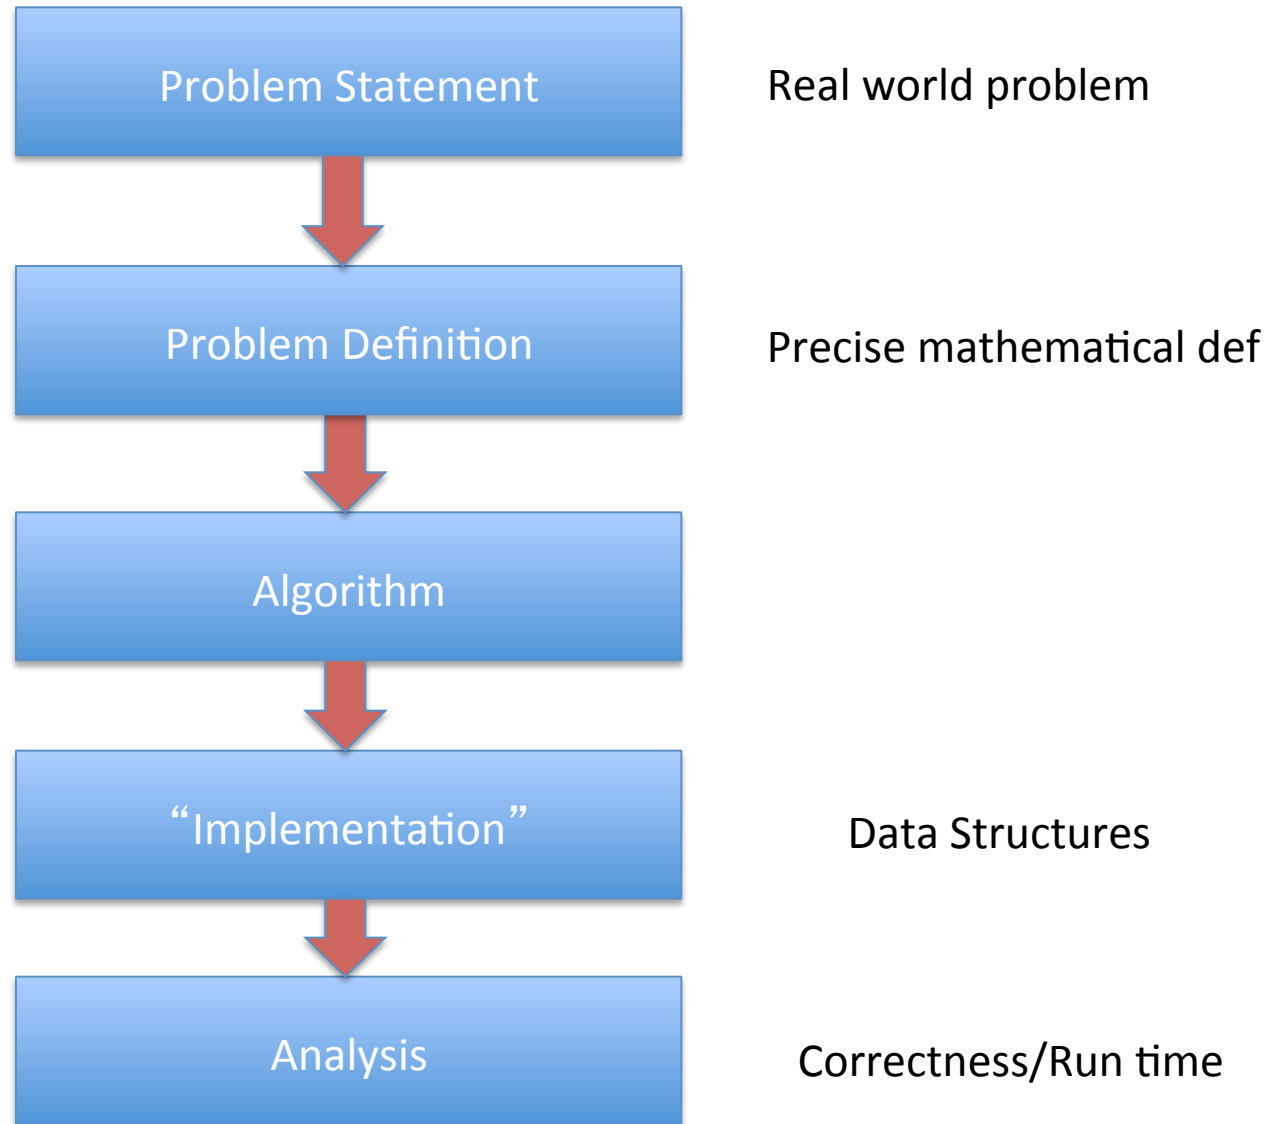 Problem Statement
Real world problem
Problem Definition
Precise mathematical def
Algorithm
“Implementation”
Data Structures
Analysis
Correctness/Run time